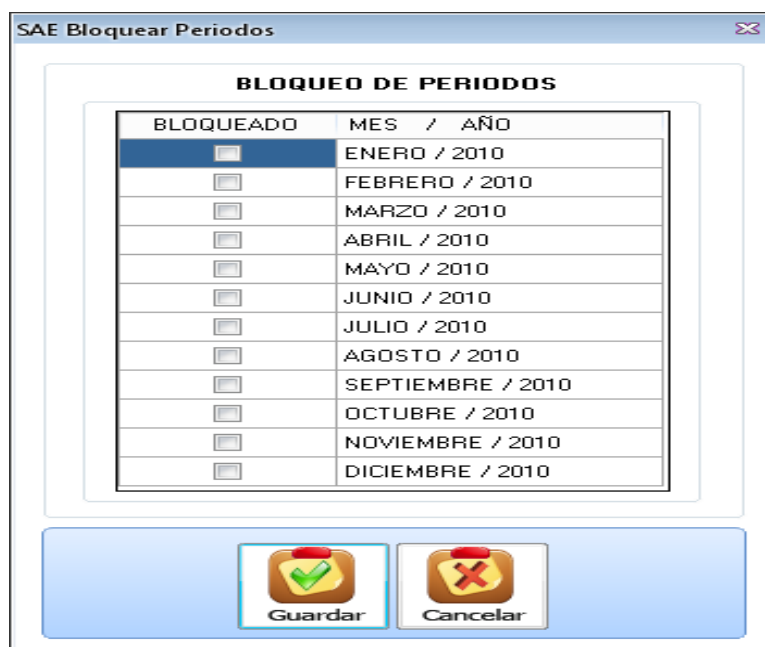 SAE Bloquear Periodos
BLOQUEO DE PERIODOS
BLOQUEADO MES / AÑO
ENERO / 2010
FEBRERO / 2010
MARZO / 2010
ABRIL / 2010
MAYO / 2010
JUNIO / 2010
JULIO / 2010
AGOSTO / 2010
SEPTIEMBRE / 2010
OCTUBRE / 2010
NOVIEMBRE / 2010
DICIEMBRE / 2010
Guardar Cancelar